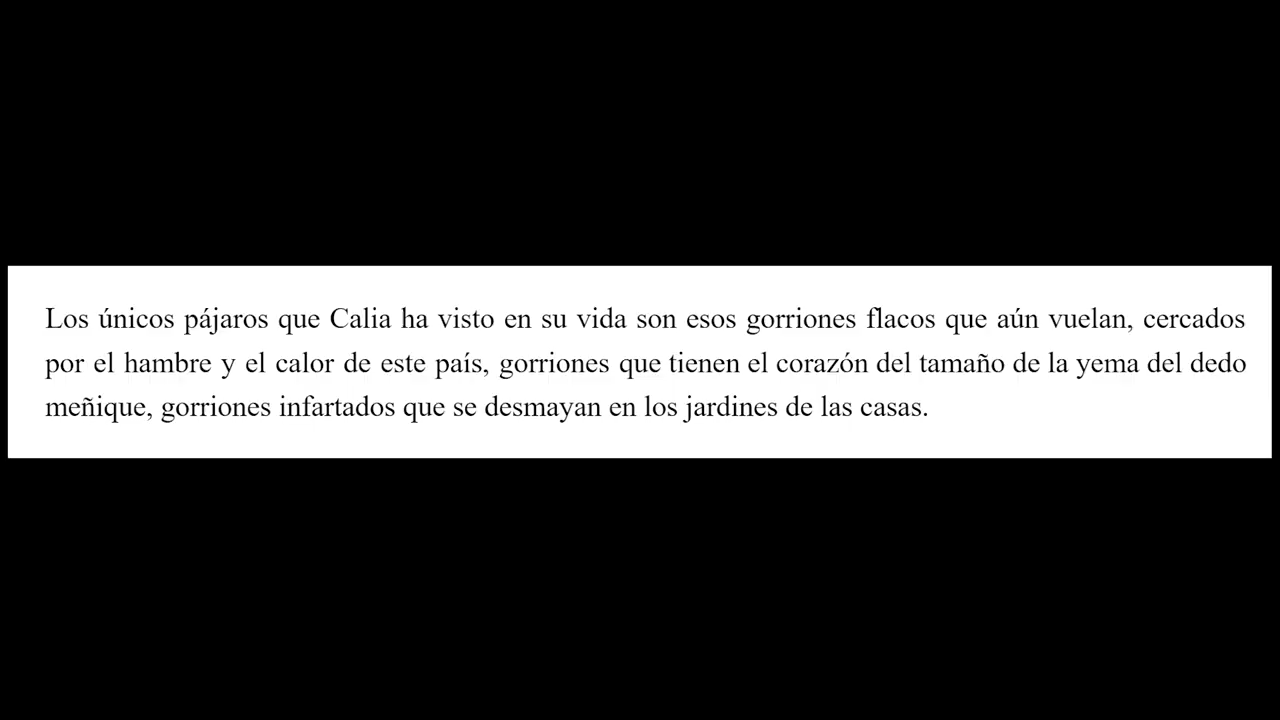 Los únicos pájaros que Calia ha visto en su vida son esos gorriones flacos que aún vuelan, cercados
por el hambre y el calor de este país, gorriones que tienen el corazón del tamaño de la yema del dedo
meñique, gorriones infartados que se desmayan en los jardines de las casas.